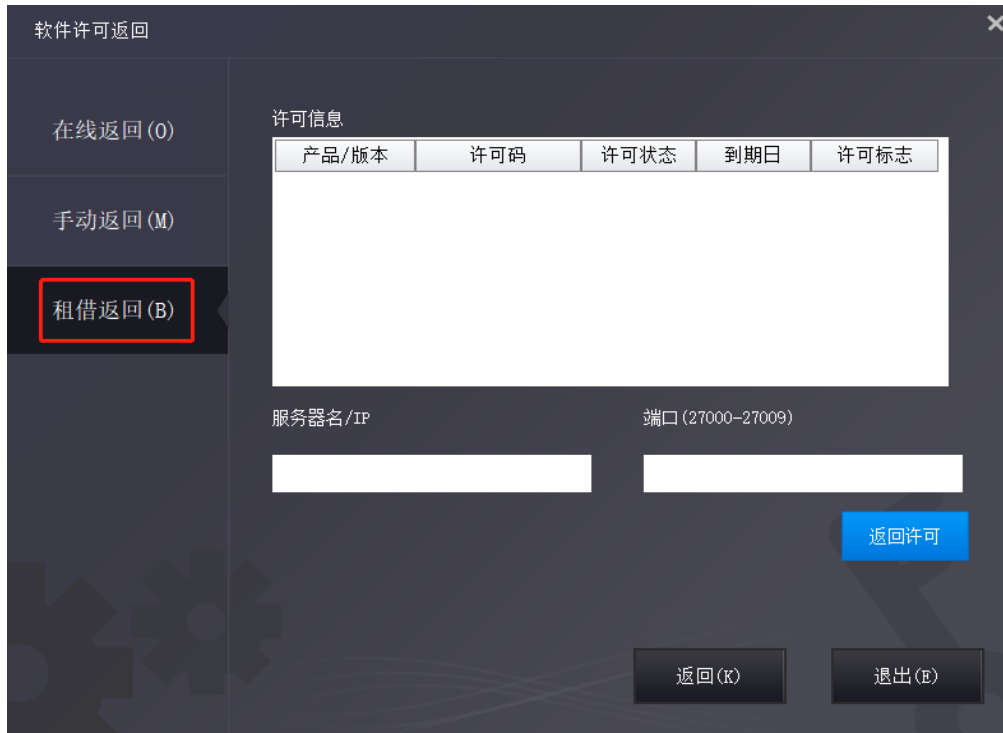 软件许可返回
×
在线返回(O)
手动返回(M)
租借返回(B)
许可信息
产品/版本 许可码 许可状态 到期日 许可标志
服务器名/IP 端口(27000-27009)
返回许可
返回(K) 退出(E)